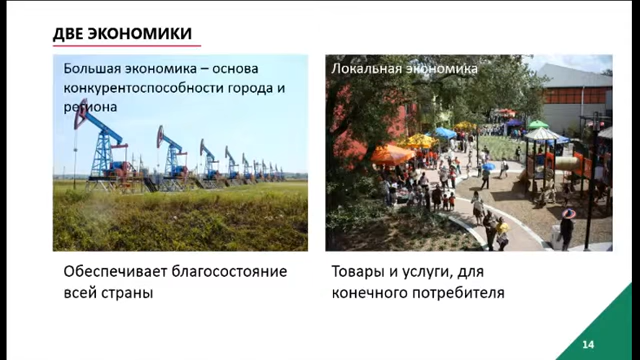 ДВЕ ЭКОНОМИКИ
Большая экономика – основа
конкурентоспособности города и
региона
Локальная экономика
Обеспечивает благосостояние
всей страны
Товары и услуги, для
конечного потребителя
14